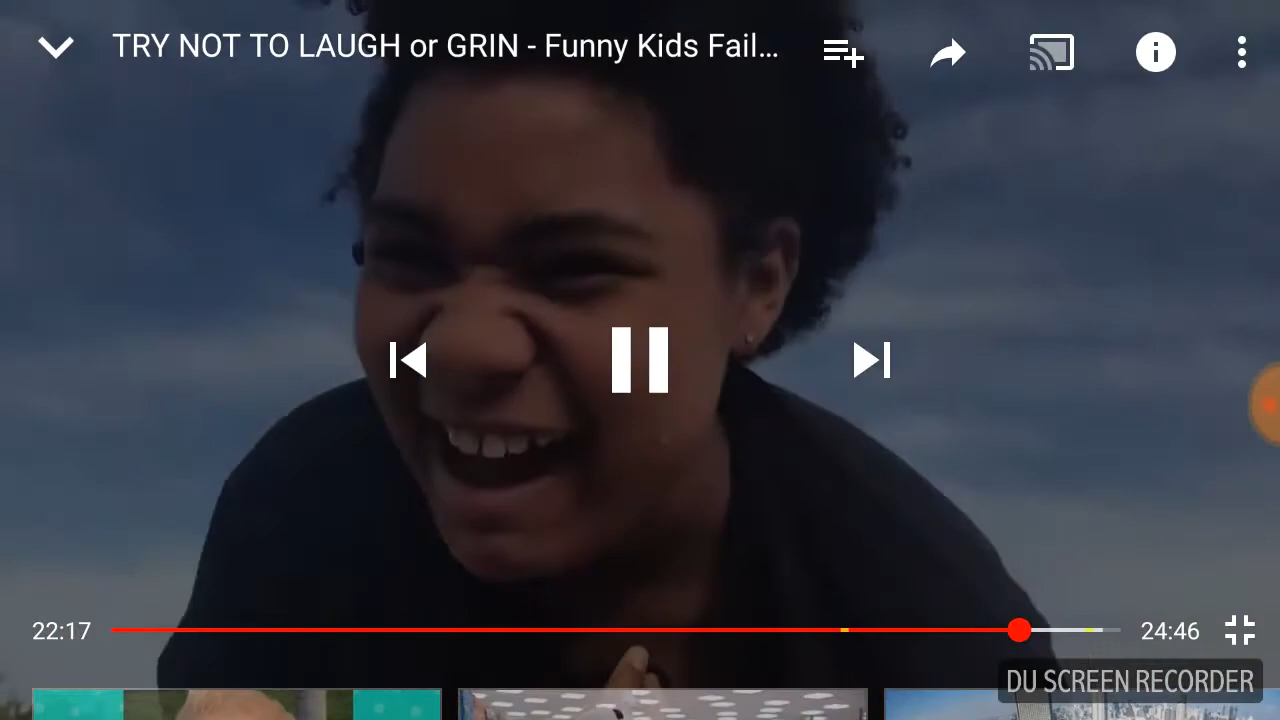 TRY NOT TO LAUGH or GRIN - Funny Kids Fail...
22:17
24:46
DU SCREEN RECORDER